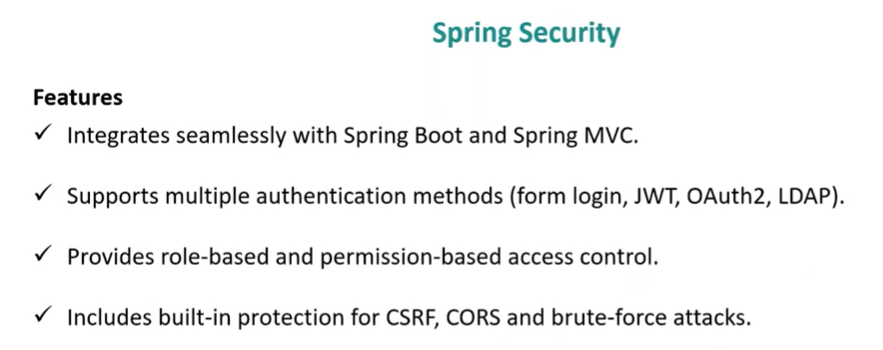 Spring Security
Features
✓ Integrates seamlessly with Spring Boot and Spring MVC.
✓ Supports multiple authentication methods (form login, JWT, OAuth2, LDAP).
✓ Provides role-based and permission-based access control.
✓ Includes built-in protection for CSRF, CORS and brute-force attacks.